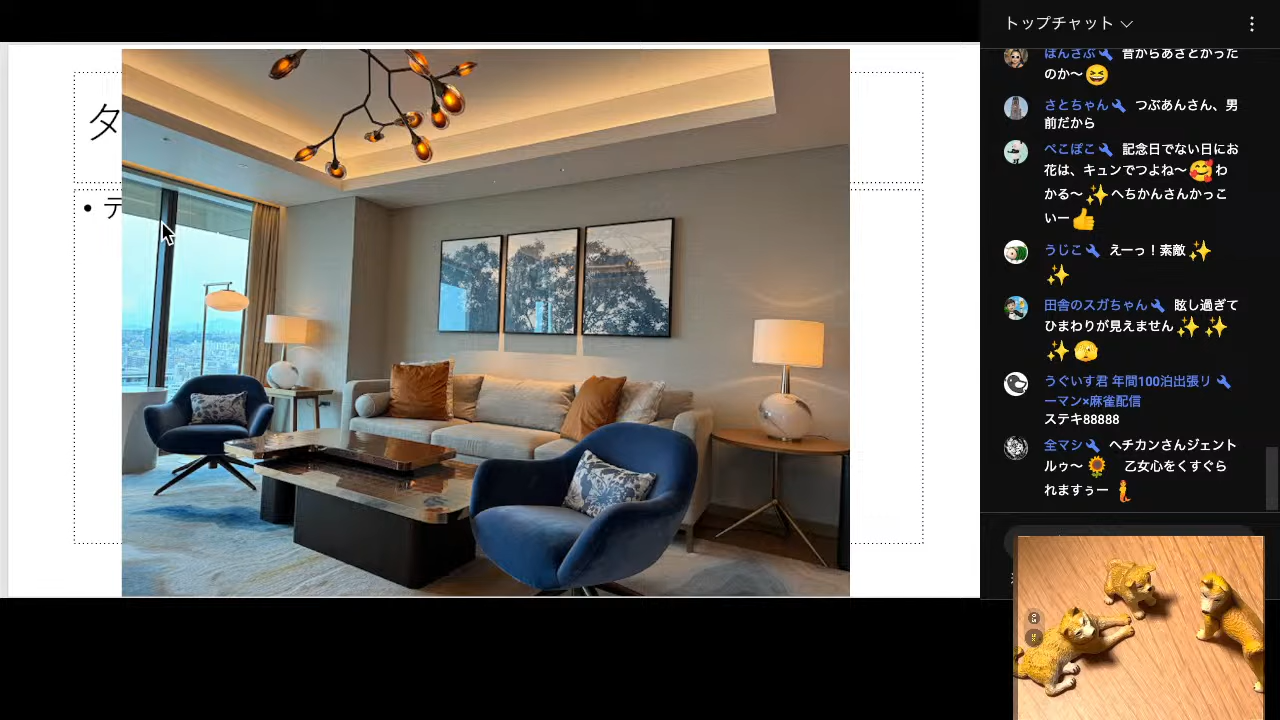 タ
• テ
トップチャット
ぽんさぶ 昔からあざとかった
のか〜😆
さとちゃん つぶあんさん、男
前だから
ぺこぽこ 記念日でない日にお
花は、キュンでつよね〜🥰わ
かる〜✨へちかんさんかっこ
いー👍
うじこ えーっ！素敵✨
✨
田舎のスガちゃん 眩し過ぎて
ひまわりが見えません✨✨
✨🫣
うぐいす君 年間100泊出張リ
ーマン×麻雀配信
ステキ88888
全マシ ヘチカンさんジェント
ルゥ〜🌻 乙女心をくすぐら
れますぅー💃